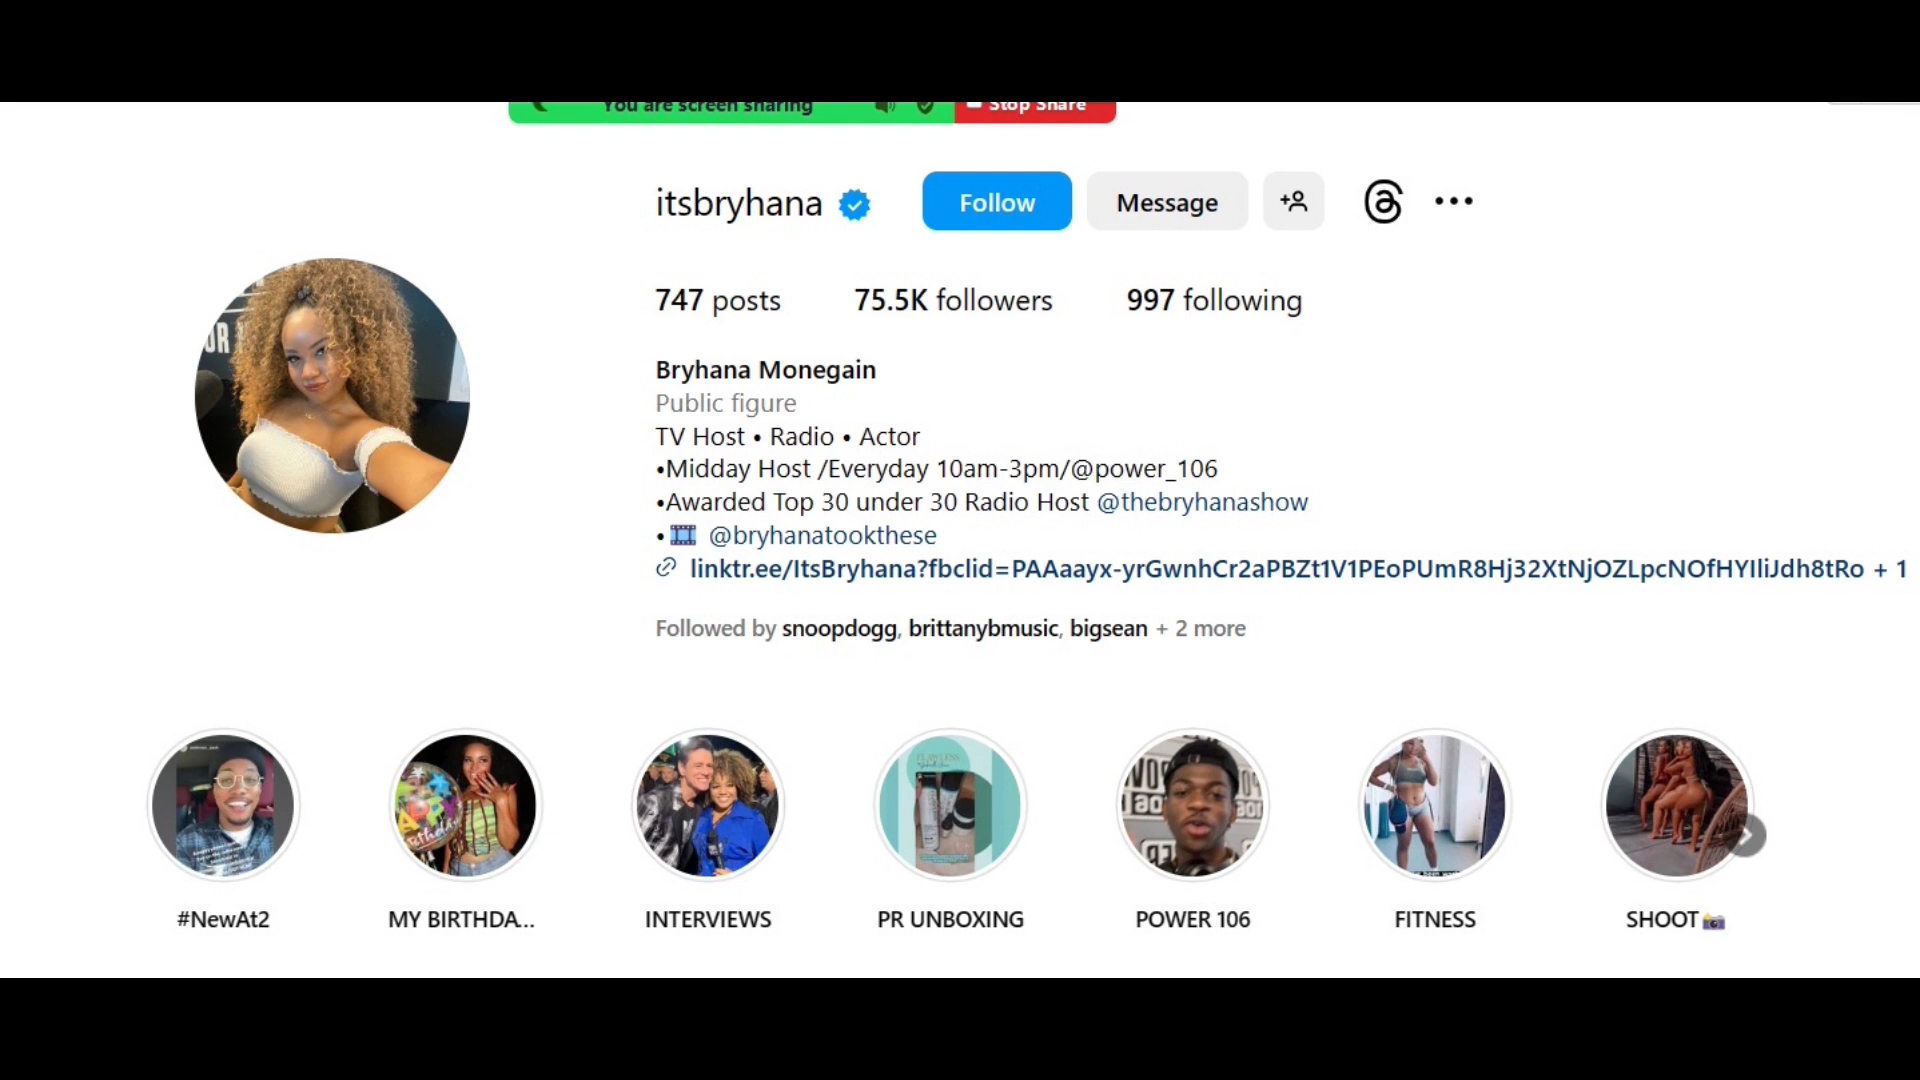 You are screen sharing Stop Share
itsbryhana Follow Message
747 posts 75.5K followers 997 following
Bryhana Monegain
Public figure
TV Host • Radio • Actor
•Midday Host /Everyday 10am-3pm/@power_106
•Awarded Top 30 under 30 Radio Host @thebryhanashow
•🎞️ @bryhanatookthese
linktr.ee/ItsBryhana?fbclid=PAAaayx-yrGwnhCr2aPBZt1V1PEoPUmR8Hj32XtNjOZLpcNOfHYIliJdh8tRo + 1
Followed by snoopdogg, brittanybmusic, bigsean + 2 more
#NewAt2 MY BIRTHDA... INTERVIEWS PR UNBOXING POWER 106 FITNESS SHOOT📸